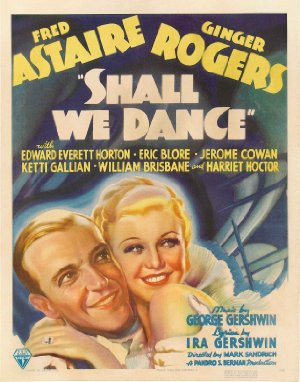 FRED GINGER
ASTAIRE ROGERS
"SHALL
WE DANCE"
with
EDWARD EVERETT HORTON · ERIC BLORE · JEROME COWAN
KETTI GALLIAN · WILLIAM BRISBANE and HARRIET HOCTOR
Music by
GEORGE GERSHWIN
Lyrics by
IRA GERSHWIN
Directed by MARK SANDRICH
A PANDRO S. BERMAN Production